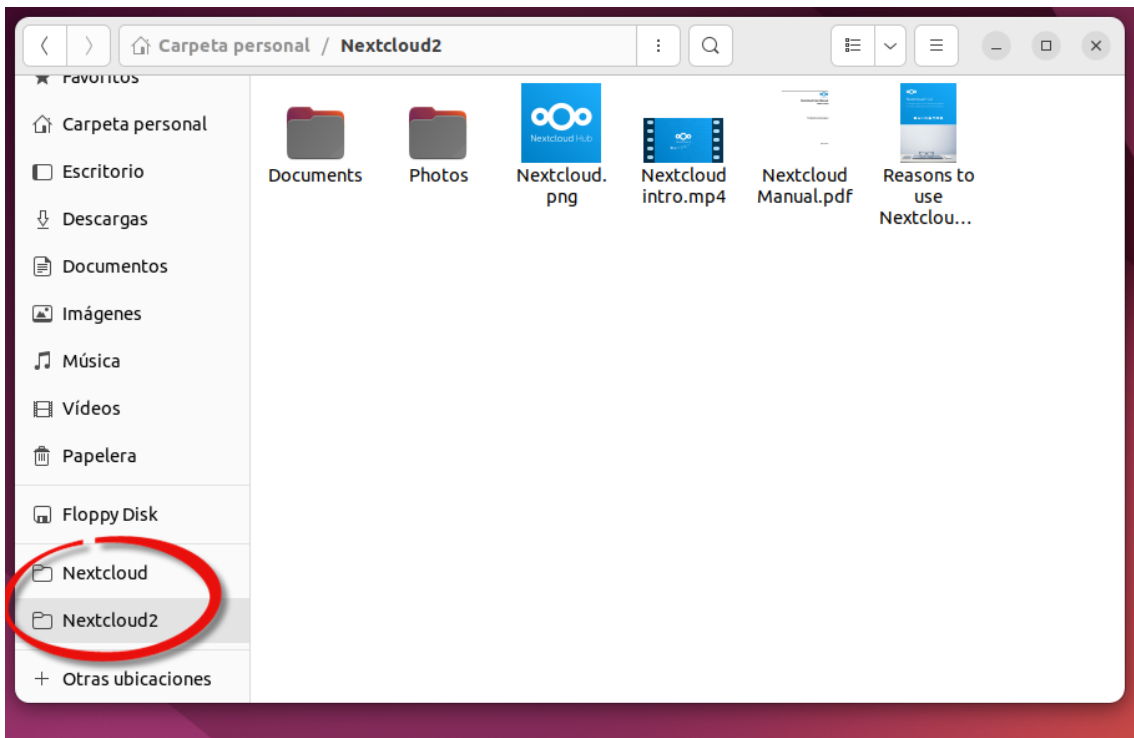 Carpeta personal / Nextcloud2
Favoritos
Carpeta personal
Escritorio
Descargas
Documentos
Imágenes
Música
Vídeos
Papelera
Floppy Disk
Nextcloud
Nextcloud2
+ Otras ubicaciones
Documents
Photos
Nextcloud Hub
Nextcloud.
png
Nextcloud
intro.mp4
Nextcloud
Manual.pdf
Reasons to
use
Nextclou...